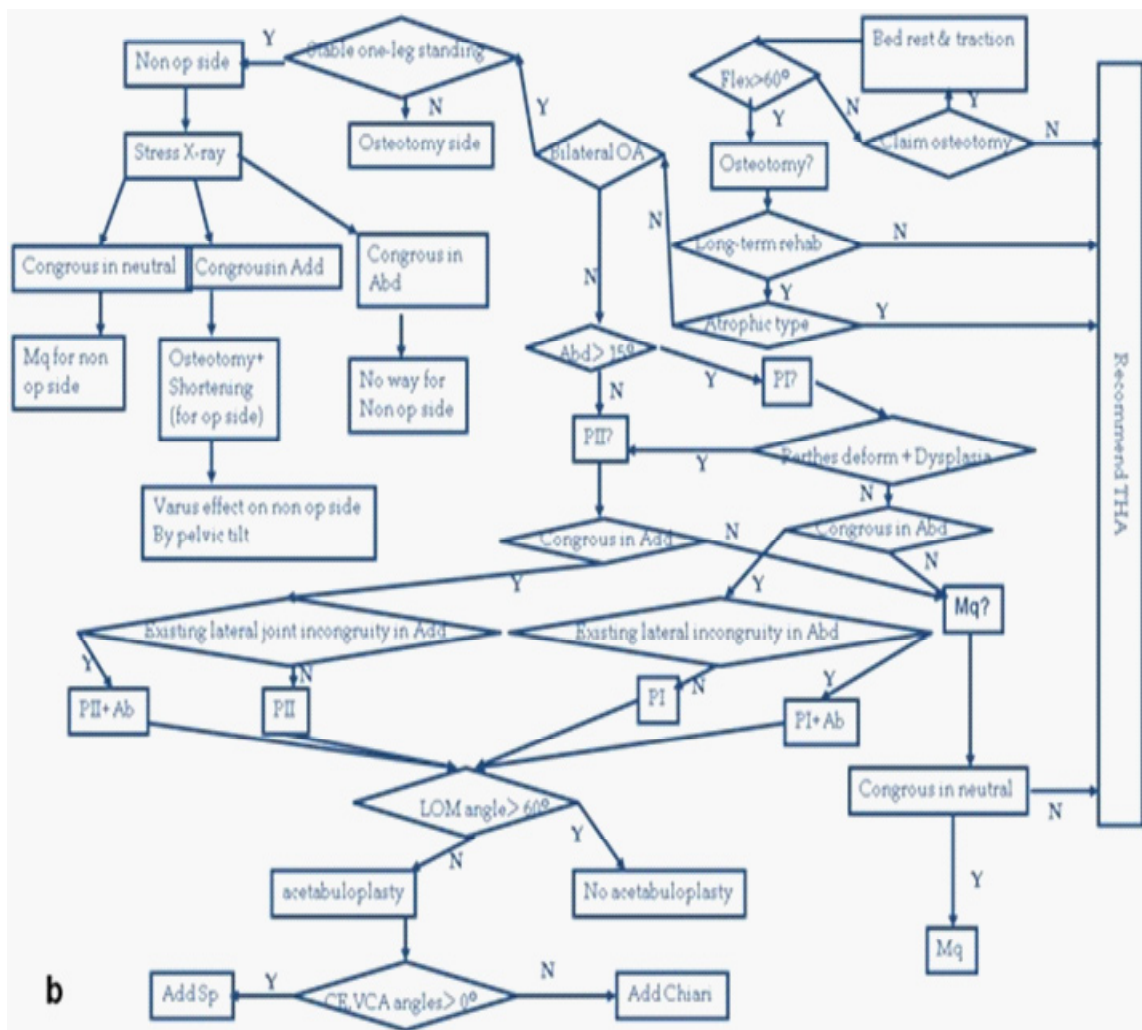 Y
Stable one-leg standing
Bed rest & traction
Non op side
Flex>60º
N
Y
Y
N
Y
N
Osteotomy side
Claim osteotomy
Stress X-ray
Bilateral OA
Osteotomy?
N
Long-term rehab
N
Congrous in neutral
Congrousin Add
Congrous in
Abd
N
Y
Atrophic type
Y
Recommend THA
Mq for non
op side
Osteotomy+
Shortening
(for op side)
No way for
Non op side
Abd> 15º
Y
PI?
N
PII?
Y
Perthes deform + Dysplasia
Varus effect on non op side
By pelvic tilt
N
Congrous in Add
N
Congrous in Abd
N
Y
Y
Mq?
Existing lateral joint incongruity in Add
Existing lateral incongruity in Abd
Y
N
N
Y
PII+Ab
PII
PI
PI+Ab
Congrous in neutral
N
LOM angle> 60º
Y
N
acetabuloplasty
No acetabuloplasty
Y
Mq
b
Add Sp
Y
CE,VCA angles> 0º
N
Add Chiari